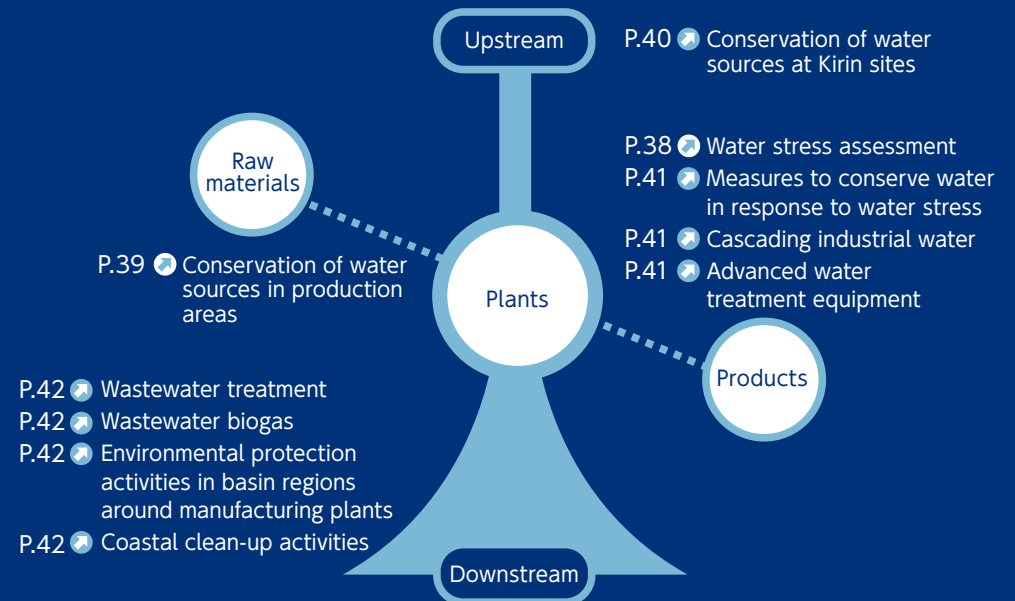 Upstream
P.40 Conservation of water
sources at Kirin sites
Raw
materials
P.38 Water stress assessment
P.41 Measures to conserve water
in response to water stress
P.41 Cascading industrial water
P.41 Advanced water
treatment equipment
P.39 Conservation of water
sources in production
areas
Plants
Products
P.42 Wastewater treatment
P.42 Wastewater biogas
P.42 Environmental protection
activities in basin regions
around manufacturing plants
P.42 Coastal clean-up activities
Downstream